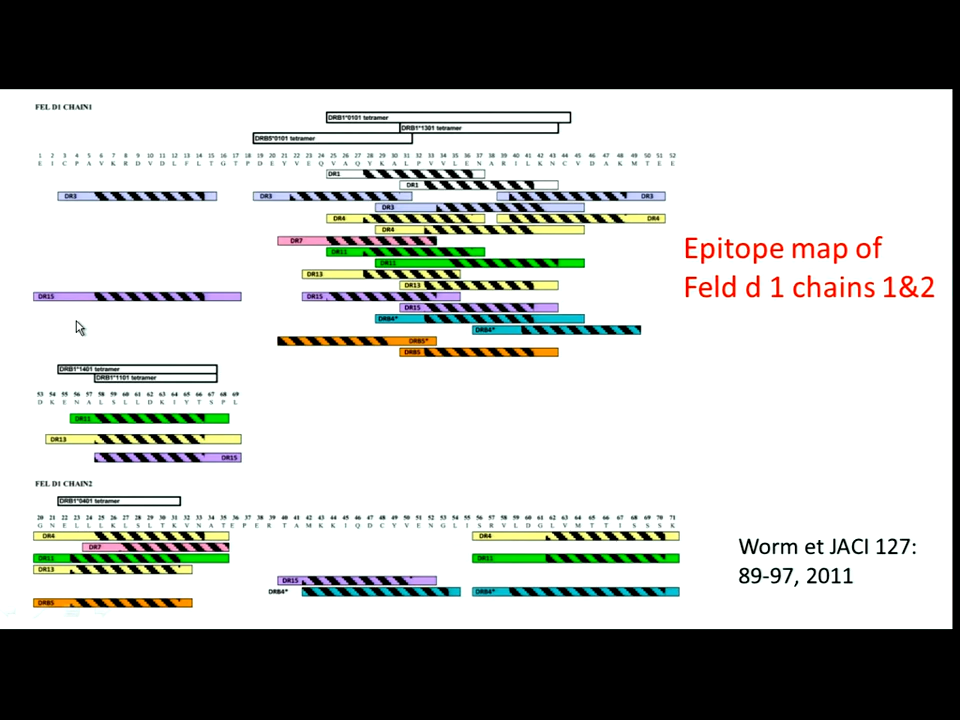 FEL D1 CHAIN1
DRB1*0101 tetramer
DRB1*1301 tetramer
DRB5*0101 tetramer
1 2 3 4 5 6 7 8 9 10 11 12 13 14 15 16 17 18 19 20 21 22 23 24 25 26 27 28 29 30 31 32 33 34 35 36 37 38 39 40 41 42 43 44 45 46 47 48 49 50 51 52
E I C P A V K R D V D L F L T G T P D E Y V E Q V A Q Y K A L P V V L E N A R I L K N C V D A K M T E E
DR1
DR1
DR3 DR3 DR3
DR3
DR4 DR4
DR4
DR7
DR11
DR11
DR13
DR13
DR15 DR15
DR15
DRB4*
DRB4*
DRB5*
DRB5
Epitope map of
Feld d 1 chains 1&2
DRB1*1401 tetramer
DRB1*1101 tetramer
53 54 55 56 57 58 59 60 61 62 63 64 65 66 67 68 69
D K E N A L S L L D K I Y T S P L
DR11
DR13
DR15
FEL D1 CHAIN2
DRB1*0401 tetramer
20 21 22 23 24 25 26 27 28 29 30 31 32 33 34 35 36 37 38 39 40 41 42 43 44 45 46 47 48 49 50 51 52 53 54 55 56 57 58 59 60 61 62 63 64 65 66 67 68 69 70 71
G N E L L L K L S L T K V N A T E P E R T A M K K I Q D C Y V E N G L I S R V L D G L V M T T I S S S K
DR4 DR4
DR7
DR11 DR11
DR13
DR15
DRB4* DRB4*
DRB5
Worm et JACI 127:
89-97, 2011